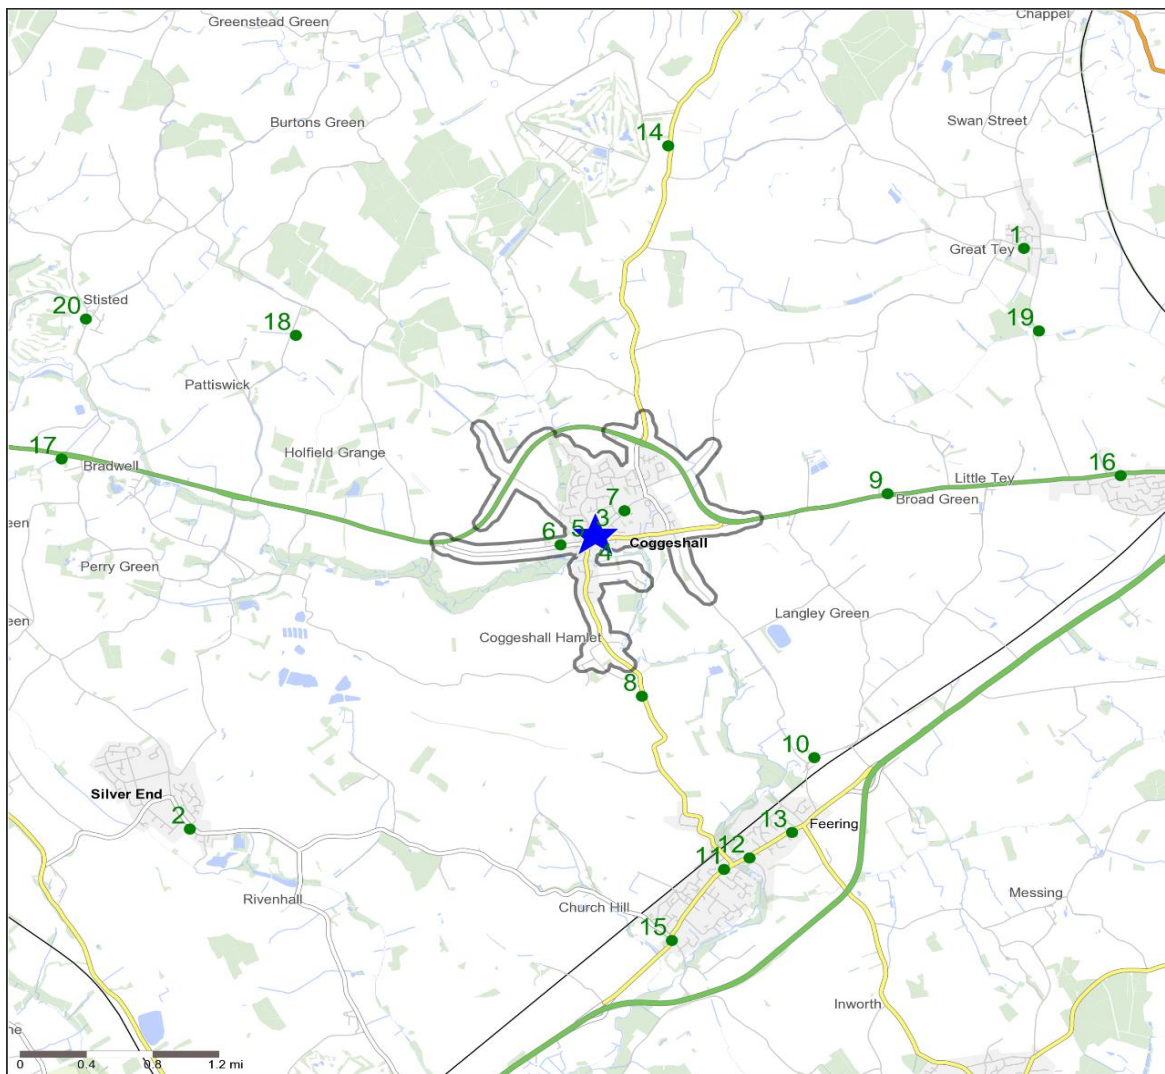 Greenstead Green
Chappel
Burtons Green
14
Swan Street
1
Great Tey
20
Stisted
18
19
Pattiswick
17
Bradwell
Holfield Grange
16
9
Little Tey
Broad Green
7
3
5
6
4
Coggeshall
Perry Green
Langley Green
Coggeshall Hamlet
8
10
Silver End
2
13
Feering
12
11
Rivenhall
Church Hill
Messing
15
Inworth
0 0.4 0.8 1.2 mi
een
een
ne